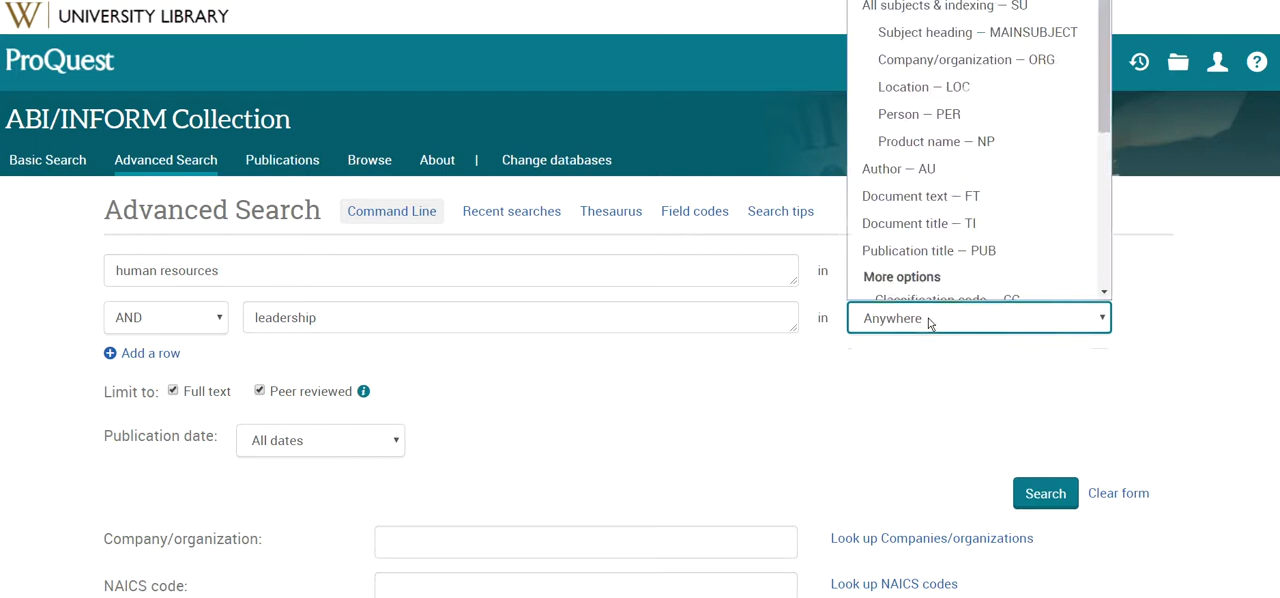 W UNIVERSITY LIBRARY
All subjects & indexing — SU
Subject heading — MAINSUBJECT
ProQuest
Company/organization — ORG
Location — LOC
Person — PER
ABI/INFORM Collection
Product name — NP
Basic Search Advanced Search Publications Browse About | Change databases
Author — AU
Document text — FT
Advanced Search Command Line Recent searches Thesaurus Field codes Search tips
Document title — TI
Publication title — PUB
human resources in
More options
Classification code — CC
AND leadership in Anywhere
Add a row
Limit to: Full text Peer reviewed
Publication date: All dates
Search Clear form
Company/organization: Look up Companies/organizations
NAICS code: Look up NAICS codes